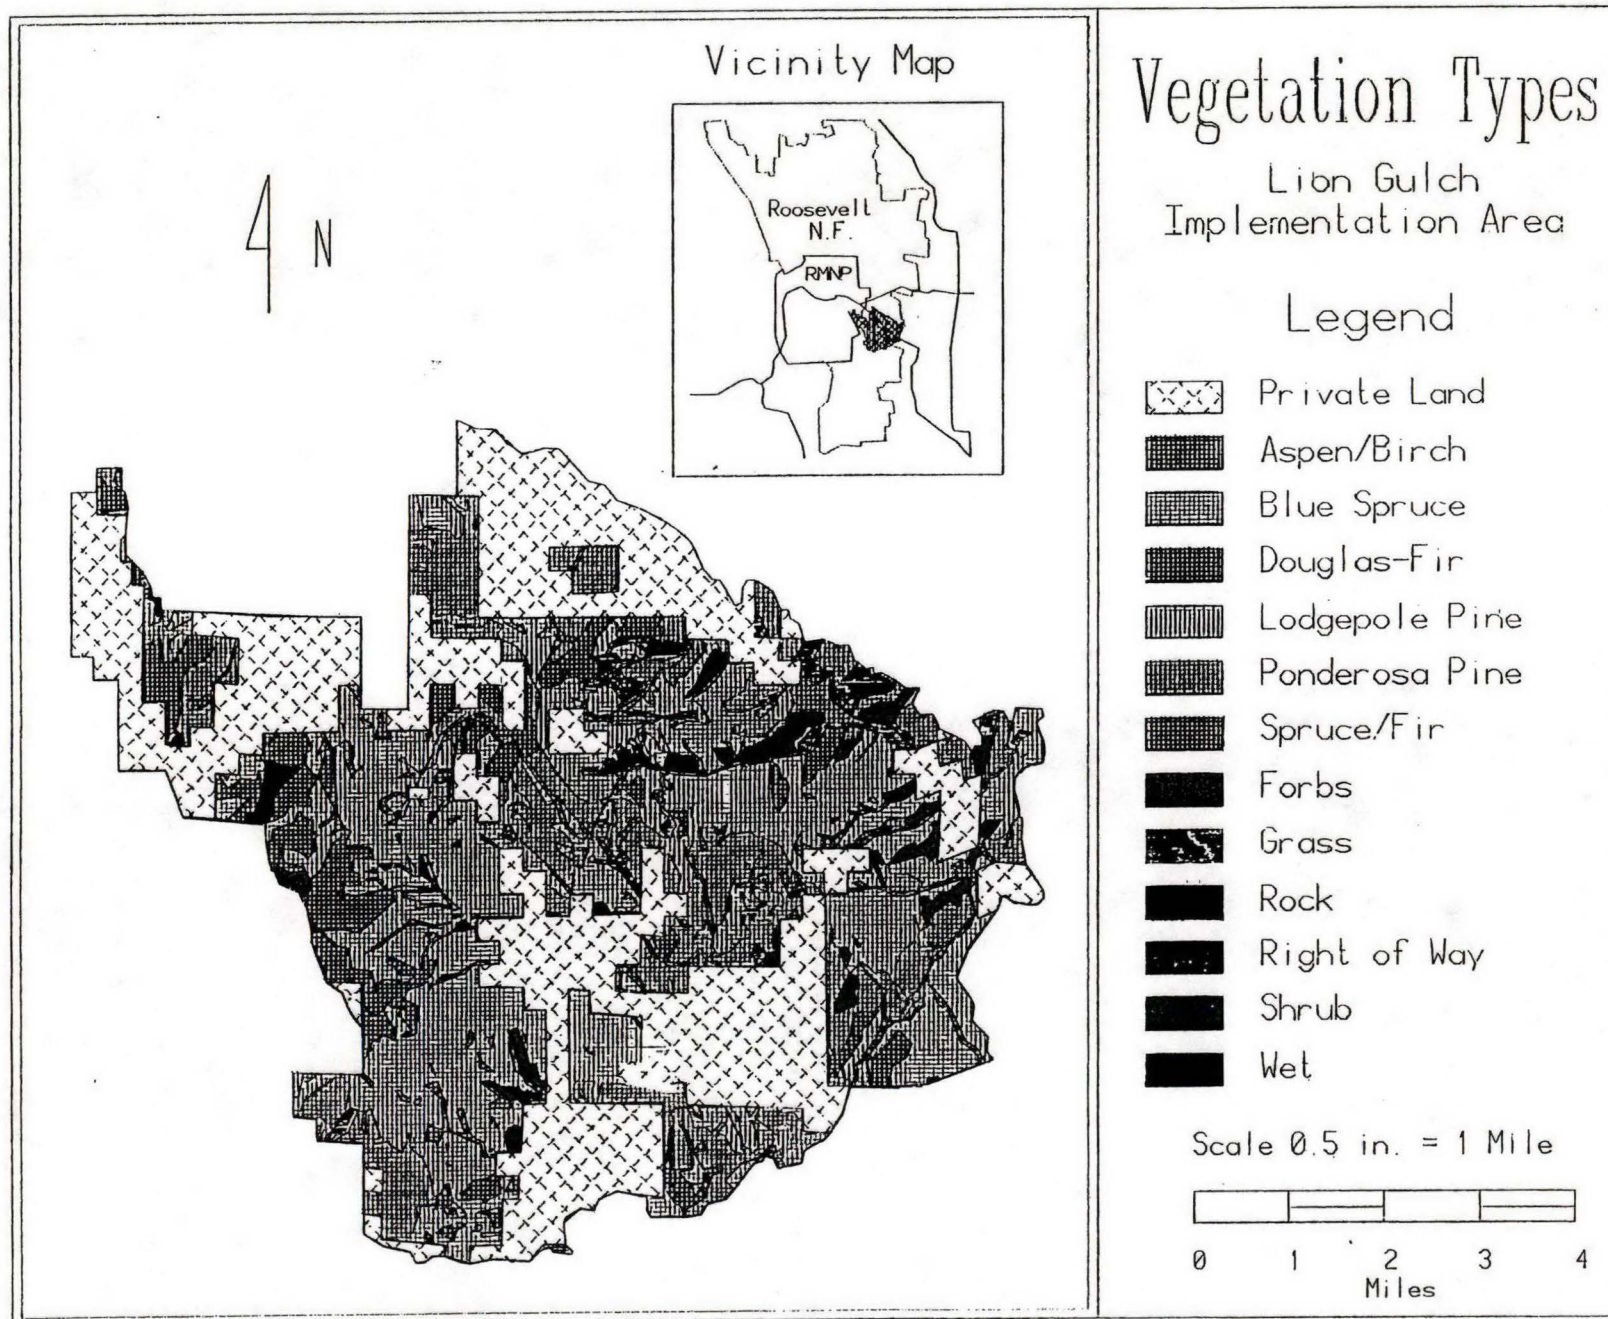 Vicinity Map
Roosevelt
N.F.
RMNP
N
Vegetation Types
Lion Gulch
Implementation Area
Legend
Private Land
Aspen/Birch
Blue Spruce
Douglas-Fir
Lodgepole Pine
Ponderosa Pine
Spruce/Fir
Forbs
Grass
Rock
Right of Way
Shrub
Wet
Scale 0.5 in. = 1 Mile
0 1 2 3 4
Miles